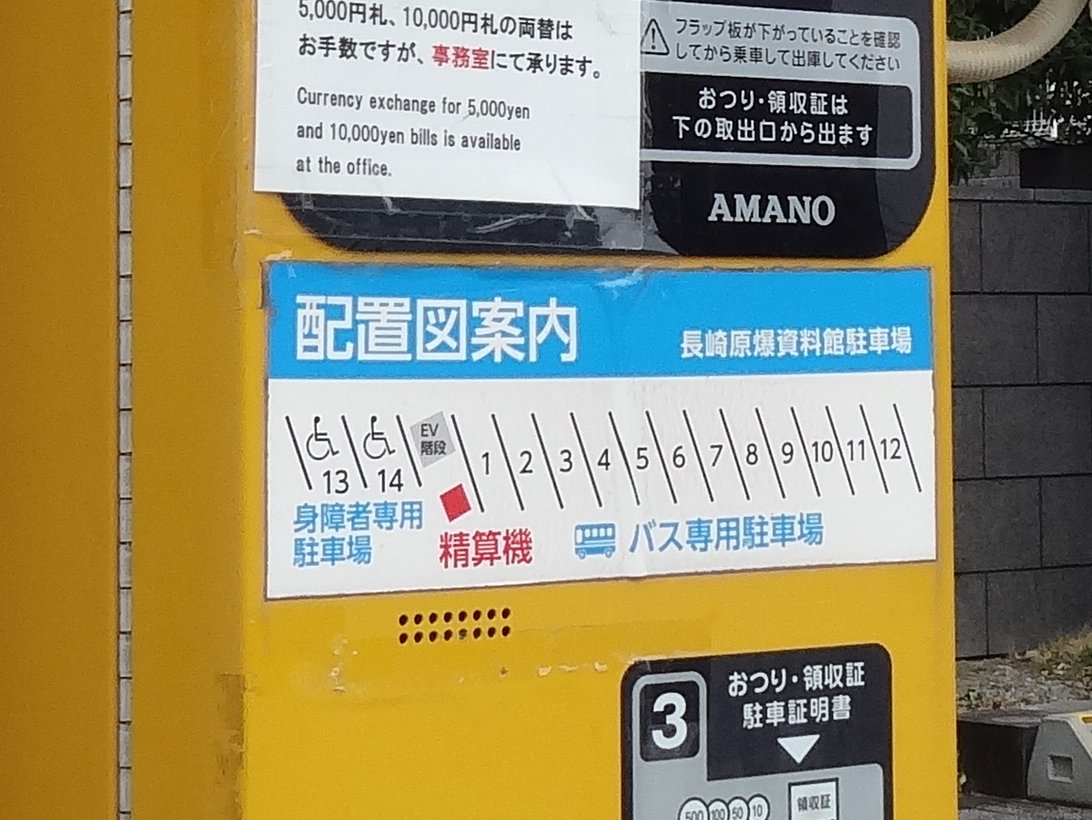 5,000円札、10,000円札の両替は
お手数ですが、事務室にて承ります。
Currency exchange for 5,000yen
and 10,000yen bills is available
at the office.
フラップ板が下がっていることを確認
してから乗車して出庫してください
おつり・領収証は
下の取出口から出ます
AMANO
配置図案内
長崎原爆資料館駐車場
EV
階段
13 14 1 2 3 4 5 6 7 8 9 10 11 12
身障者専用
駐車場
精算機
バス専用駐車場
3
おつり・領収証
駐車証明書
500 100 50 10
領収証